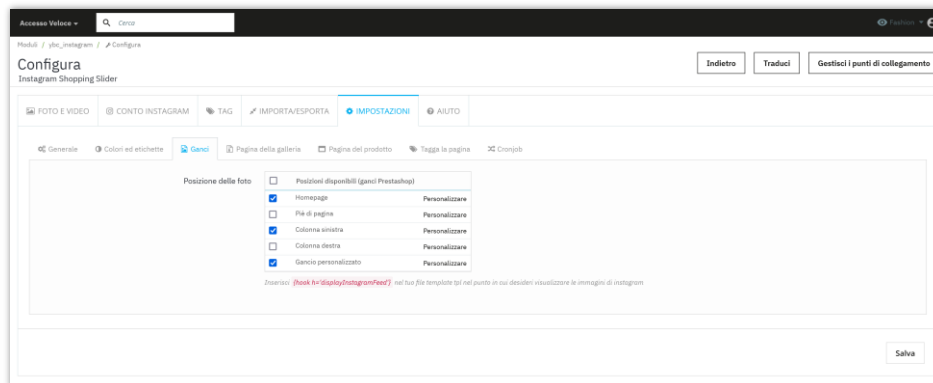 Accesso Veloce
Cerca
Fashion
Moduli / ybc_instagram / Configura
Configura
Instagram Shopping Slider
Indietro
Traduci
Gestisci i punti di collegamento
FOTO E VIDEO
CONTO INSTAGRAM
TAG
IMPORTA/ESPORTA
IMPOSTAZIONI
AIUTO
Generale
Colori ed etichette
Ganci
Pagina della galleria
Pagina del prodotto
Tagga la pagina
Cronjob
Posizione delle foto
Posizioni disponibili (ganci Prestashop)
Homepage Personalizzare
Piè di pagina Personalizzare
Colonna sinistra Personalizzare
Colonna destra Personalizzare
Gancio personalizzato Personalizzare
Inserisci {hook h='displayInstagramFeed'} nel tuo file template tpl nel punto in cui desideri visualizzare le immagini di instagram
Salva